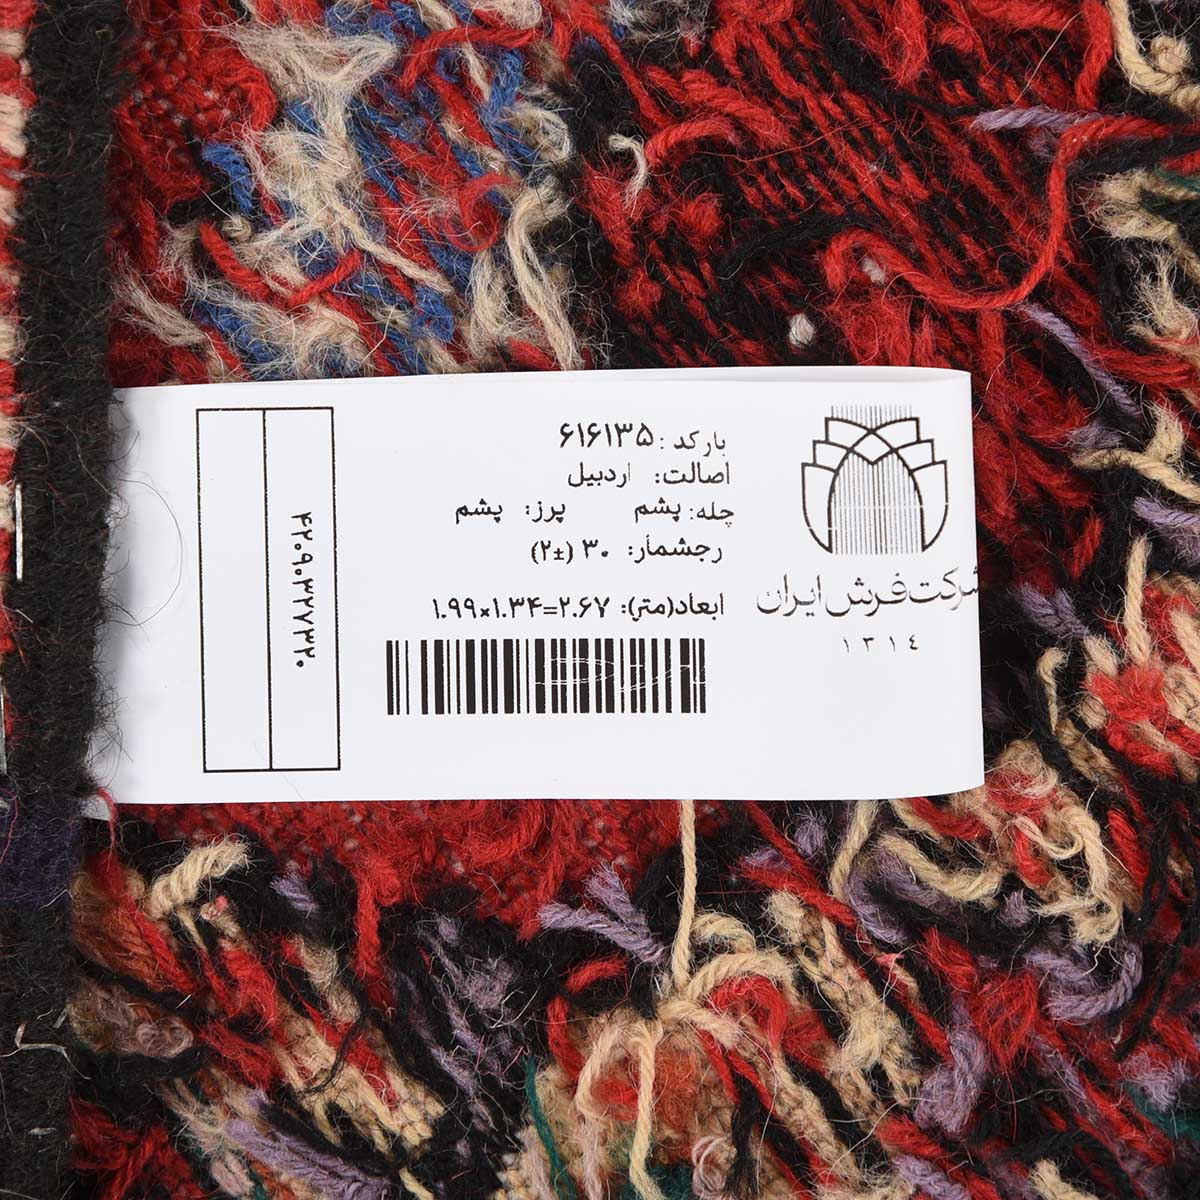 بارکد: ۶۱۶۱۳۵
اصالت: اردبیل
چله: پشم پرز: پشم
رجشمار: ۳۰ (±۲)
ابعاد(متر): ۱.۹۹×۱.۳۴=۲.۶۷
شرکت فرش ایران
۱۳۱۴
۴۲۰۹۰۳۲۷۷۳۲۰